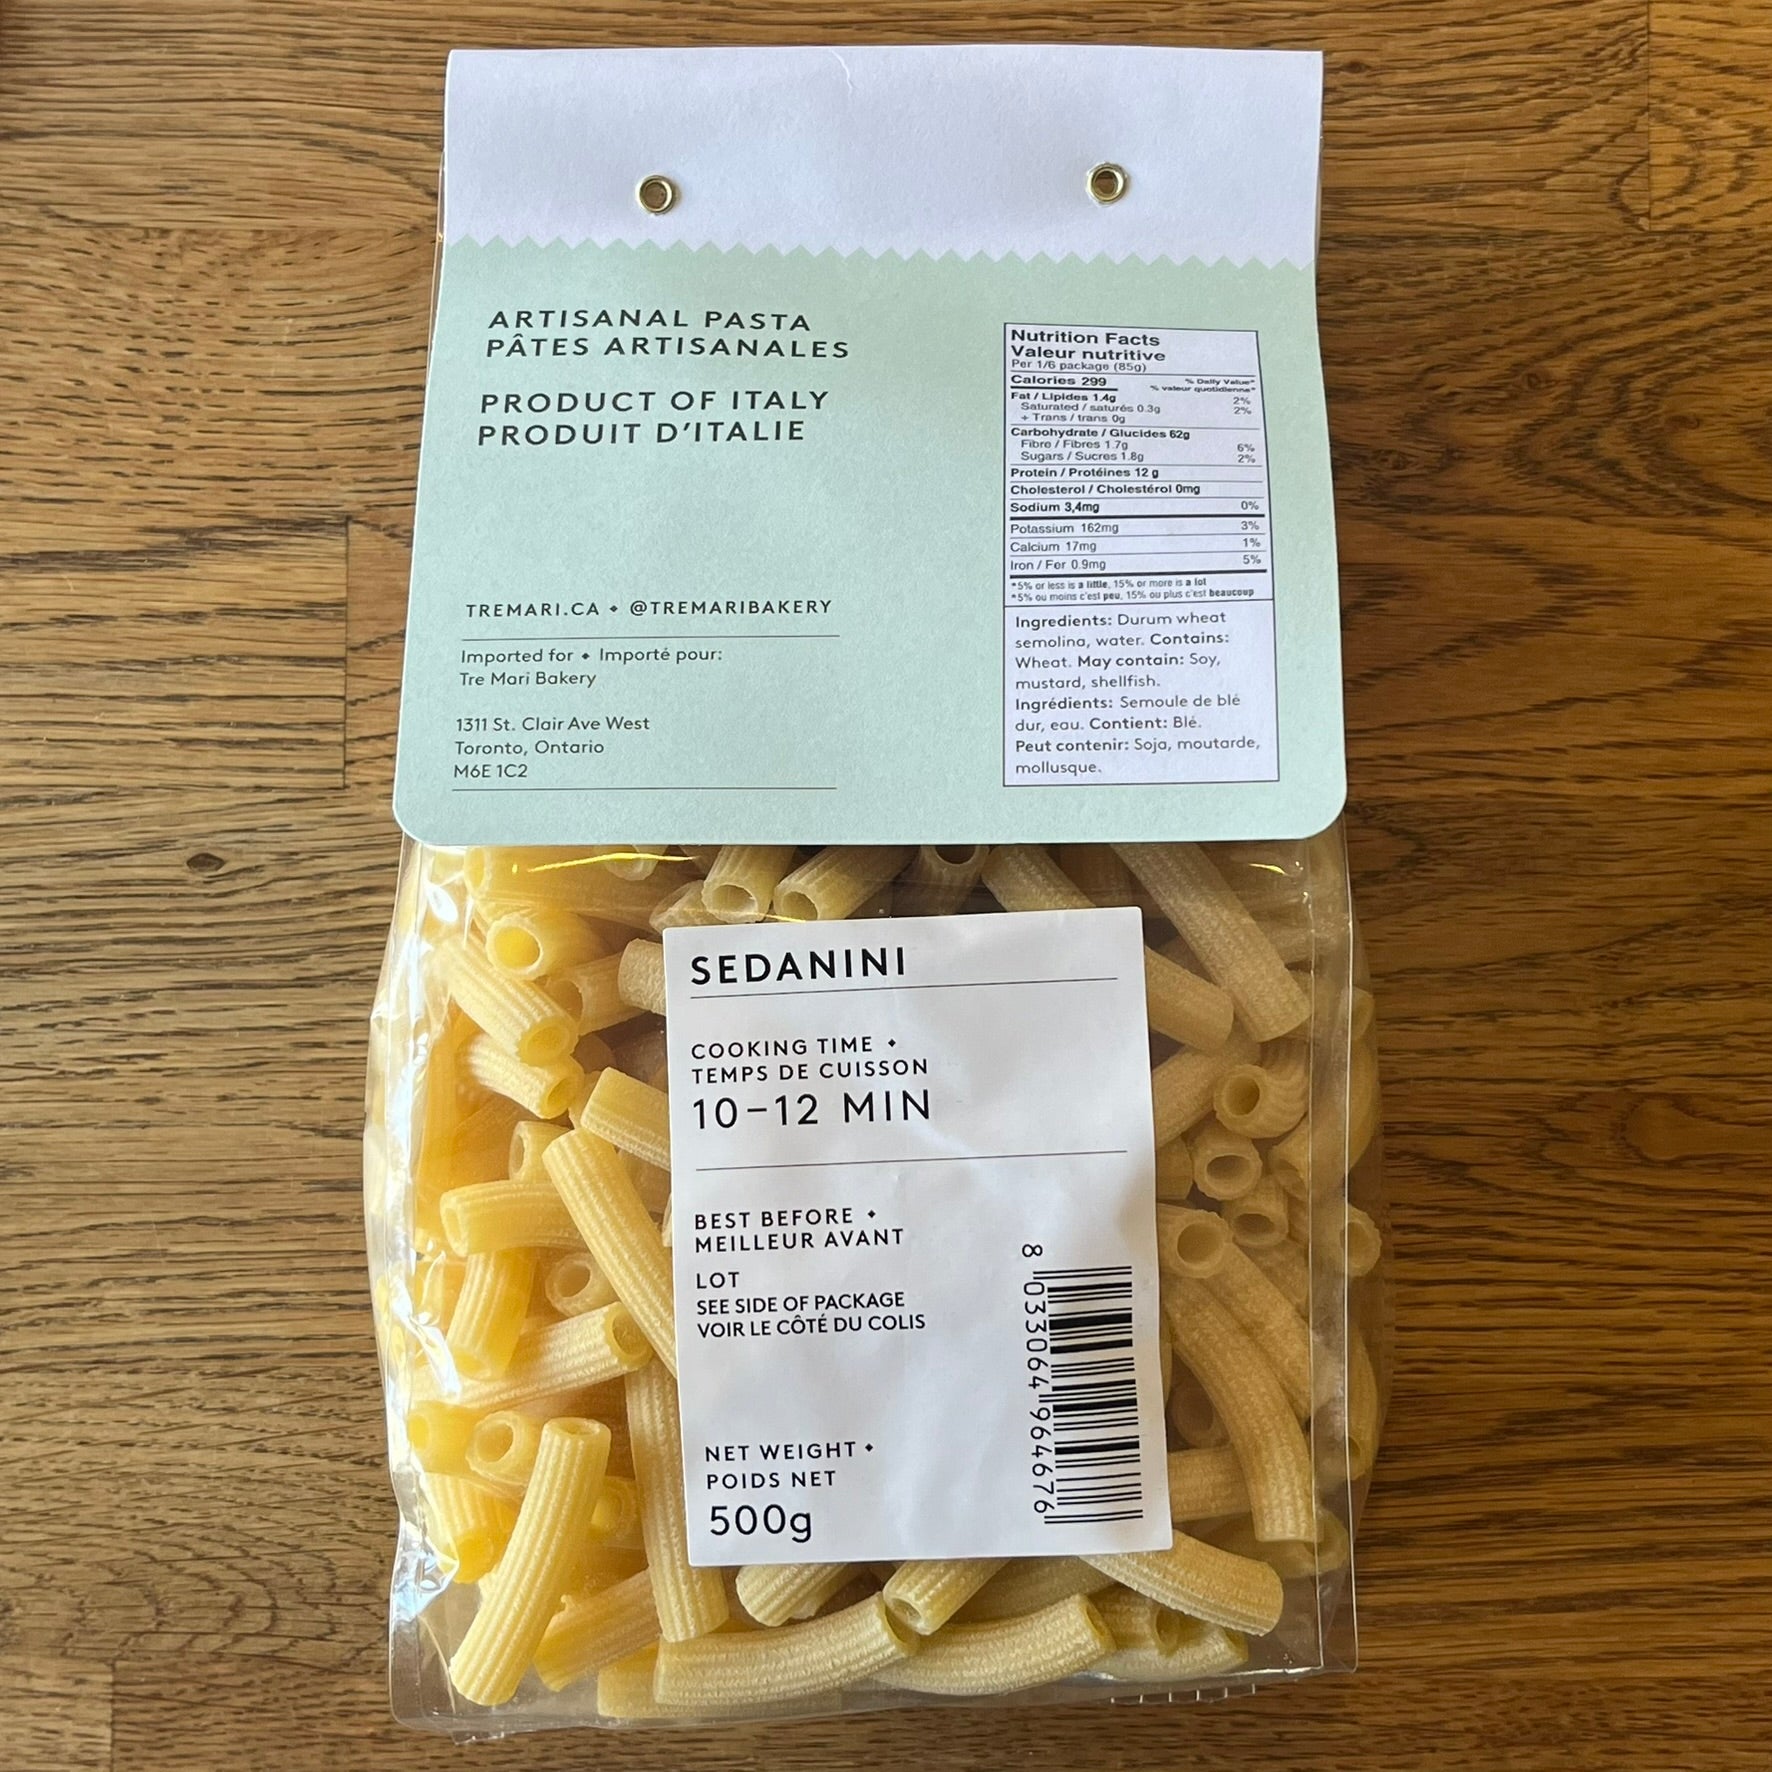 ARTISANAL PASTA
PÂTES ARTISANALES
PRODUCT OF ITALY
PRODUIT D'ITALIE
TREMARI.CA • @TREMARIBAKERY
Imported for • Importé pour:
Tre Mari Bakery
1311 St. Clair Ave West
Toronto, Ontario
M6E 1C2
Nutrition Facts
Valeur nutritive
Per 1/6 package (85g)
Calories 299 % Daily Value*
% valeur quotidienne*
Fat / Lipides 1.4g 2%
Saturated / saturés 0.3g 2%
+ Trans / trans 0g
Carbohydrate / Glucides 62g
Fibre / Fibres 1.7g 6%
Sugars / Sucres 1.8g 2%
Protein / Protéines 12 g
Cholesterol / Cholestérol 0mg
Sodium 3,4mg 0%
Potassium 162mg 3%
Calcium 17mg 1%
Iron / Fer 0.9mg 5%
*5% or less is a little, 15% or more is a lot
*5% ou moins c'est peu, 15% ou plus c'est beaucoup
Ingredients: Durum wheat
semolina, water. Contains:
Wheat. May contain: Soy,
mustard, shellfish.
Ingrédients: Semoule de blé
dur, eau. Contient: Blé.
Peut contenir: Soja, moutarde,
mollusque.
SEDANINI
COOKING TIME •
TEMPS DE CUISSON
10-12 MIN
BEST BEFORE •
MEILLEUR AVANT
LOT
SEE SIDE OF PACKAGE
VOIR LE CÔTÉ DU COLIS
NET WEIGHT •
POIDS NET
500g
8 033064 964676